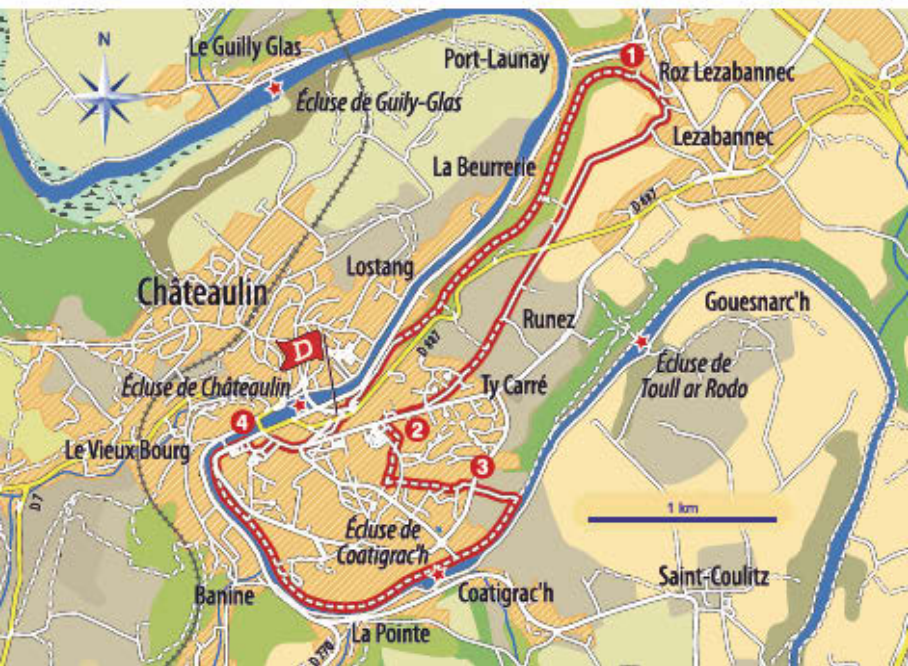 N
Le Guilly Glas
Port-Launay
1
Roz Lezabannec
Écluse de Guily-Glas
Lezabannec
La Beurrerie
D 887
Lostang
Châteaulin
Gouesnarc'h
Runez
D
D 887
Écluse de
Toull ar Rodo
Écluse de Châteaulin
Ty Carré
4
2
Le Vieux Bourg
3
D 7
1 km
Écluse de
Coatigrac'h
Saint-Coulitz
Banine
Coatigrac'h
La Pointe
D 770